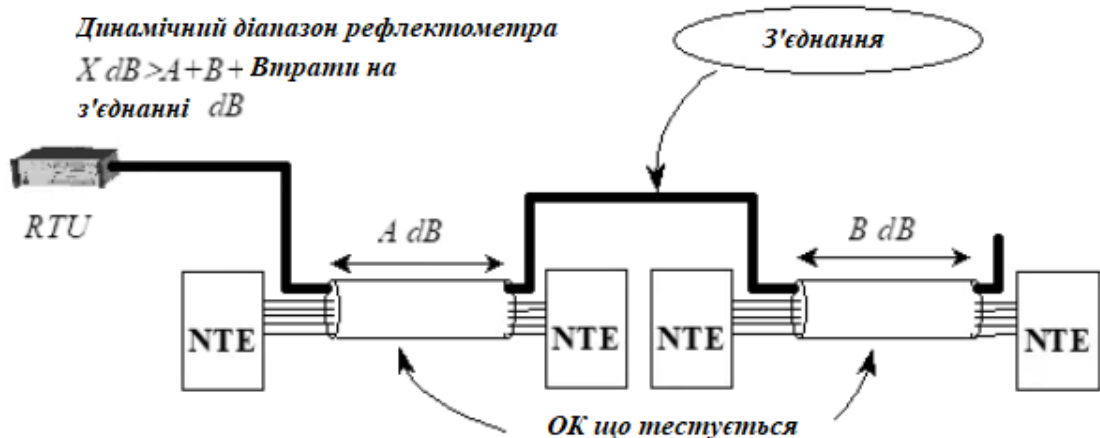 Динамічний діапазон рефлектометра
X dB>A+B+ Втрати на
з'єднанні dB
З'єднання
RTU
A dB
B dB
NTE
NTE
NTE
NTE
ОК що тестується